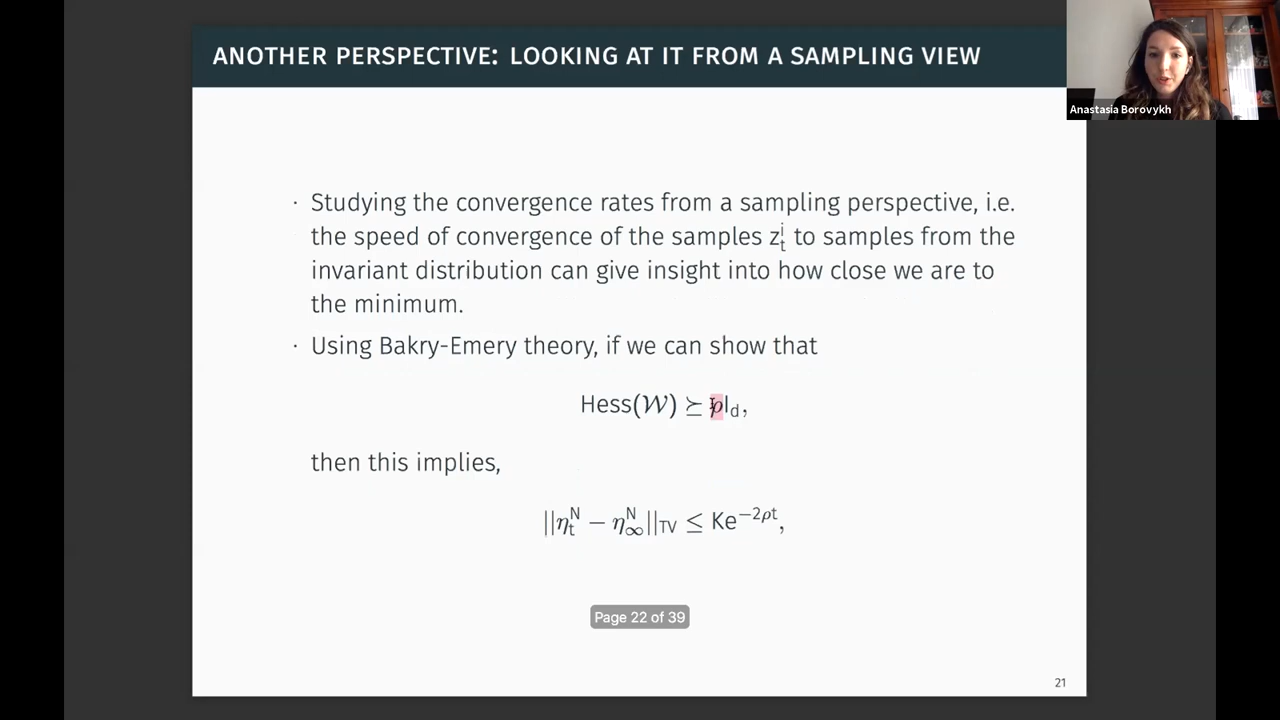 ANOTHER PERSPECTIVE: LOOKING AT IT FROM A SAMPLING VIEW
Anastasia Borovykh
· Studying the convergence rates from a sampling perspective, i.e.
the speed of convergence of the samples z_t^i to samples from the
invariant distribution can give insight into how close we are to
the minimum.
· Using Bakry-Emery theory, if we can show that
Hess(𝒲) ⪰ ρI_d,
then this implies,
||η_t^N − η_∞^N||_TV ≤ Ke^{−2ρt},
Page 22 of 39
21